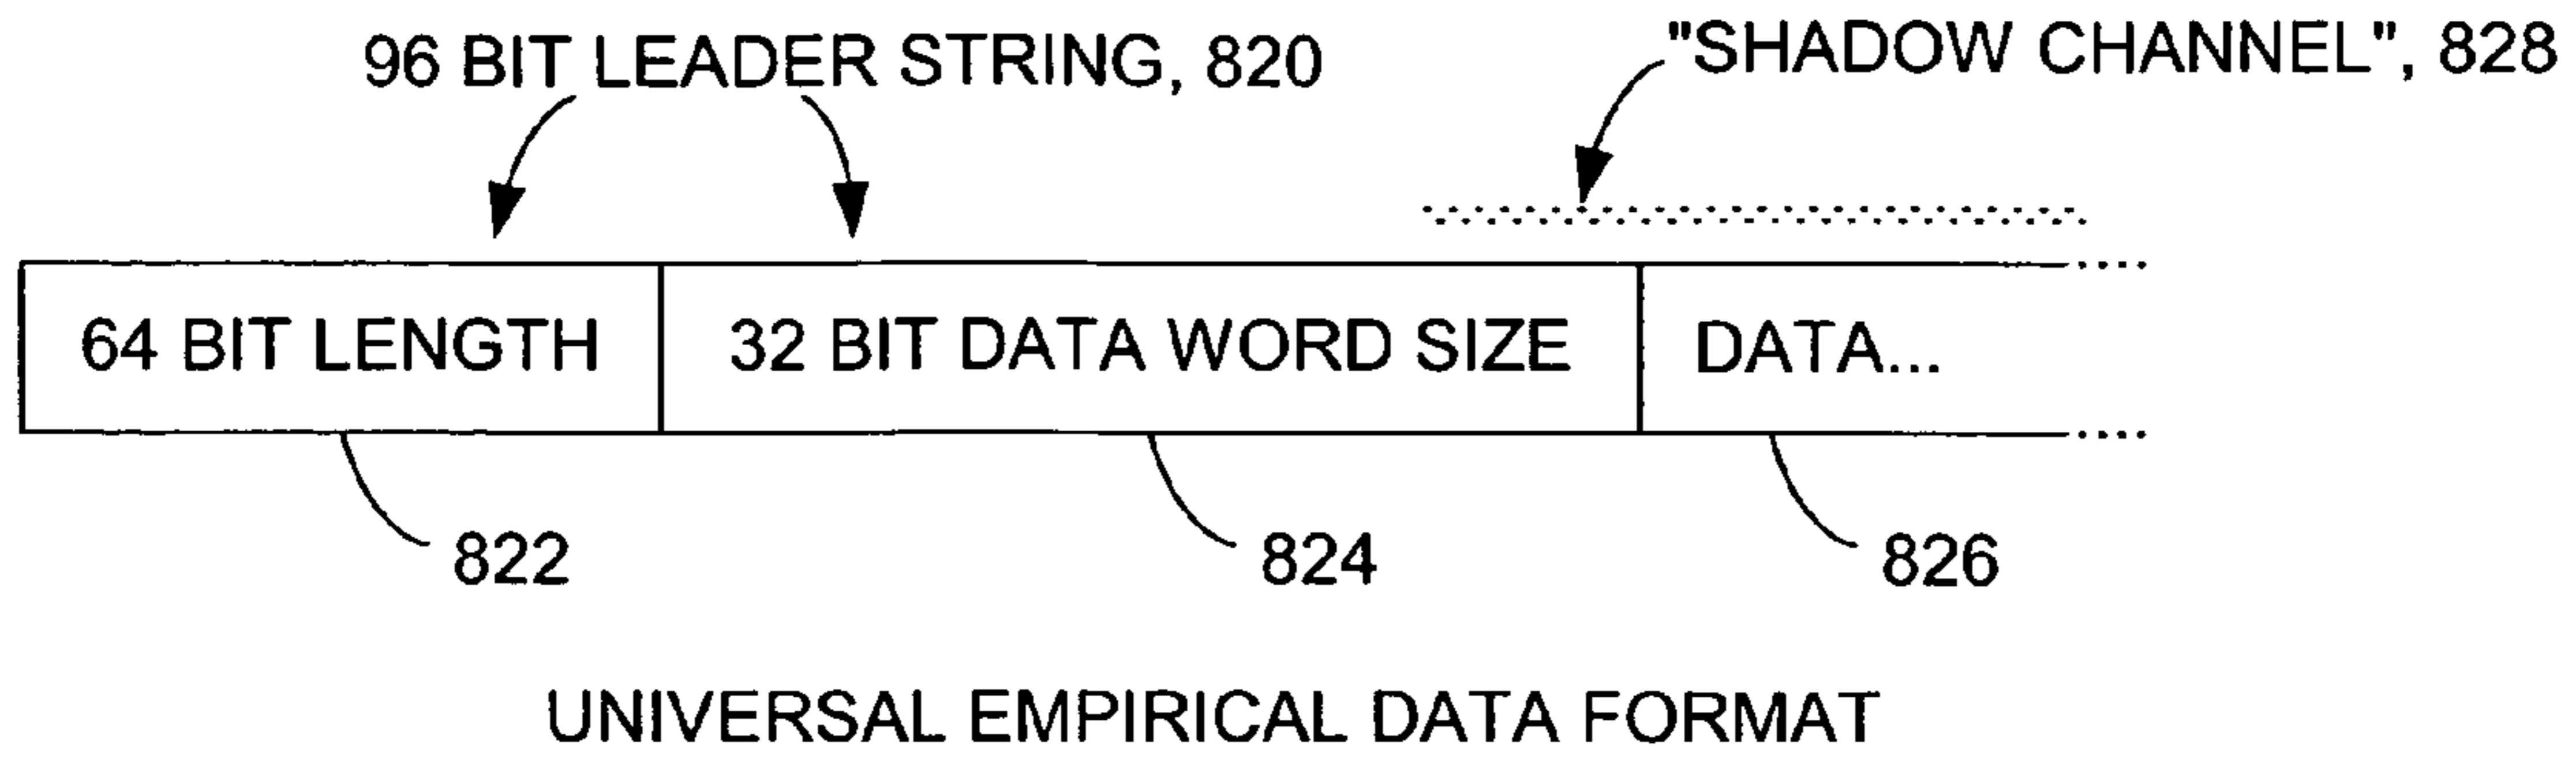 96 BIT LEADER STRING, 820
"SHADOW CHANNEL", 828
64 BIT LENGTH
32 BIT DATA WORD SIZE
DATA...
822
824
826
UNIVERSAL EMPIRICAL DATA FORMAT